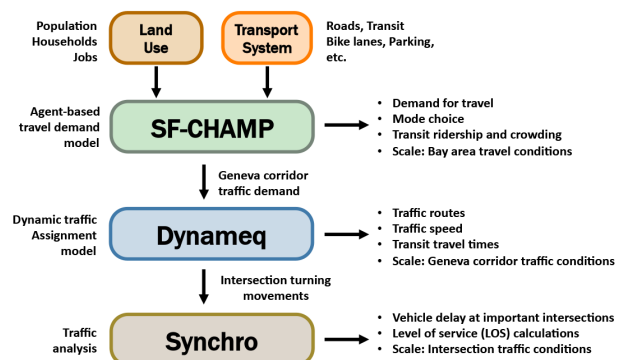 Population
Households
Jobs
Land
Use
Transport
System
Roads, Transit
Bike lanes, Parking,
etc.
Agent-based
travel demand
model
SF-CHAMP
• Demand for travel
• Mode choice
• Transit ridership and crowding
• Scale: Bay area travel conditions
Geneva corridor
traffic demand
Dynamic traffic
Assignment
model
Dynameq
• Traffic routes
• Traffic speed
• Transit travel times
• Scale: Geneva corridor traffic conditions
Intersection turning
movements
Traffic
analysis
Synchro
• Vehicle delay at important intersections
• Level of service (LOS) calculations
• Scale: Intersection traffic conditions